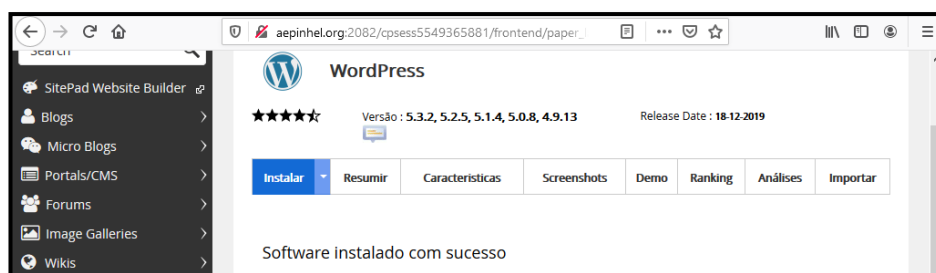 aepinhel.org:2082/cpsess5549365881/frontend/paper_
Search
SitePad Website Builder
Blogs
Micro Blogs
Portals/CMS
Forums
Image Galleries
Wikis
WordPress
Versão : 5.3.2, 5.2.5, 5.1.4, 5.0.8, 4.9.13
Release Date : 18-12-2019
Instalar Resumir Caracteristicas Screenshots Demo Ranking Análises Importar
Software instalado com sucesso